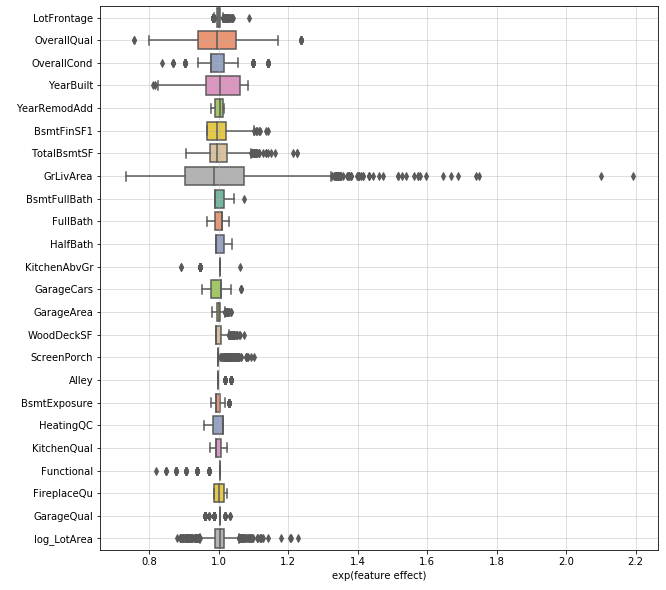 LotFrontage
OverallQual
OverallCond
YearBuilt
YearRemodAdd
BsmtFinSF1
TotalBsmtSF
GrLivArea
BsmtFullBath
FullBath
HalfBath
KitchenAbvGr
GarageCars
GarageArea
WoodDeckSF
ScreenPorch
Alley
BsmtExposure
HeatingQC
KitchenQual
Functional
FireplaceQu
GarageQual
log_LotArea
0.8 1.0 1.2 1.4 1.6 1.8 2.0 2.2
exp(feature effect)